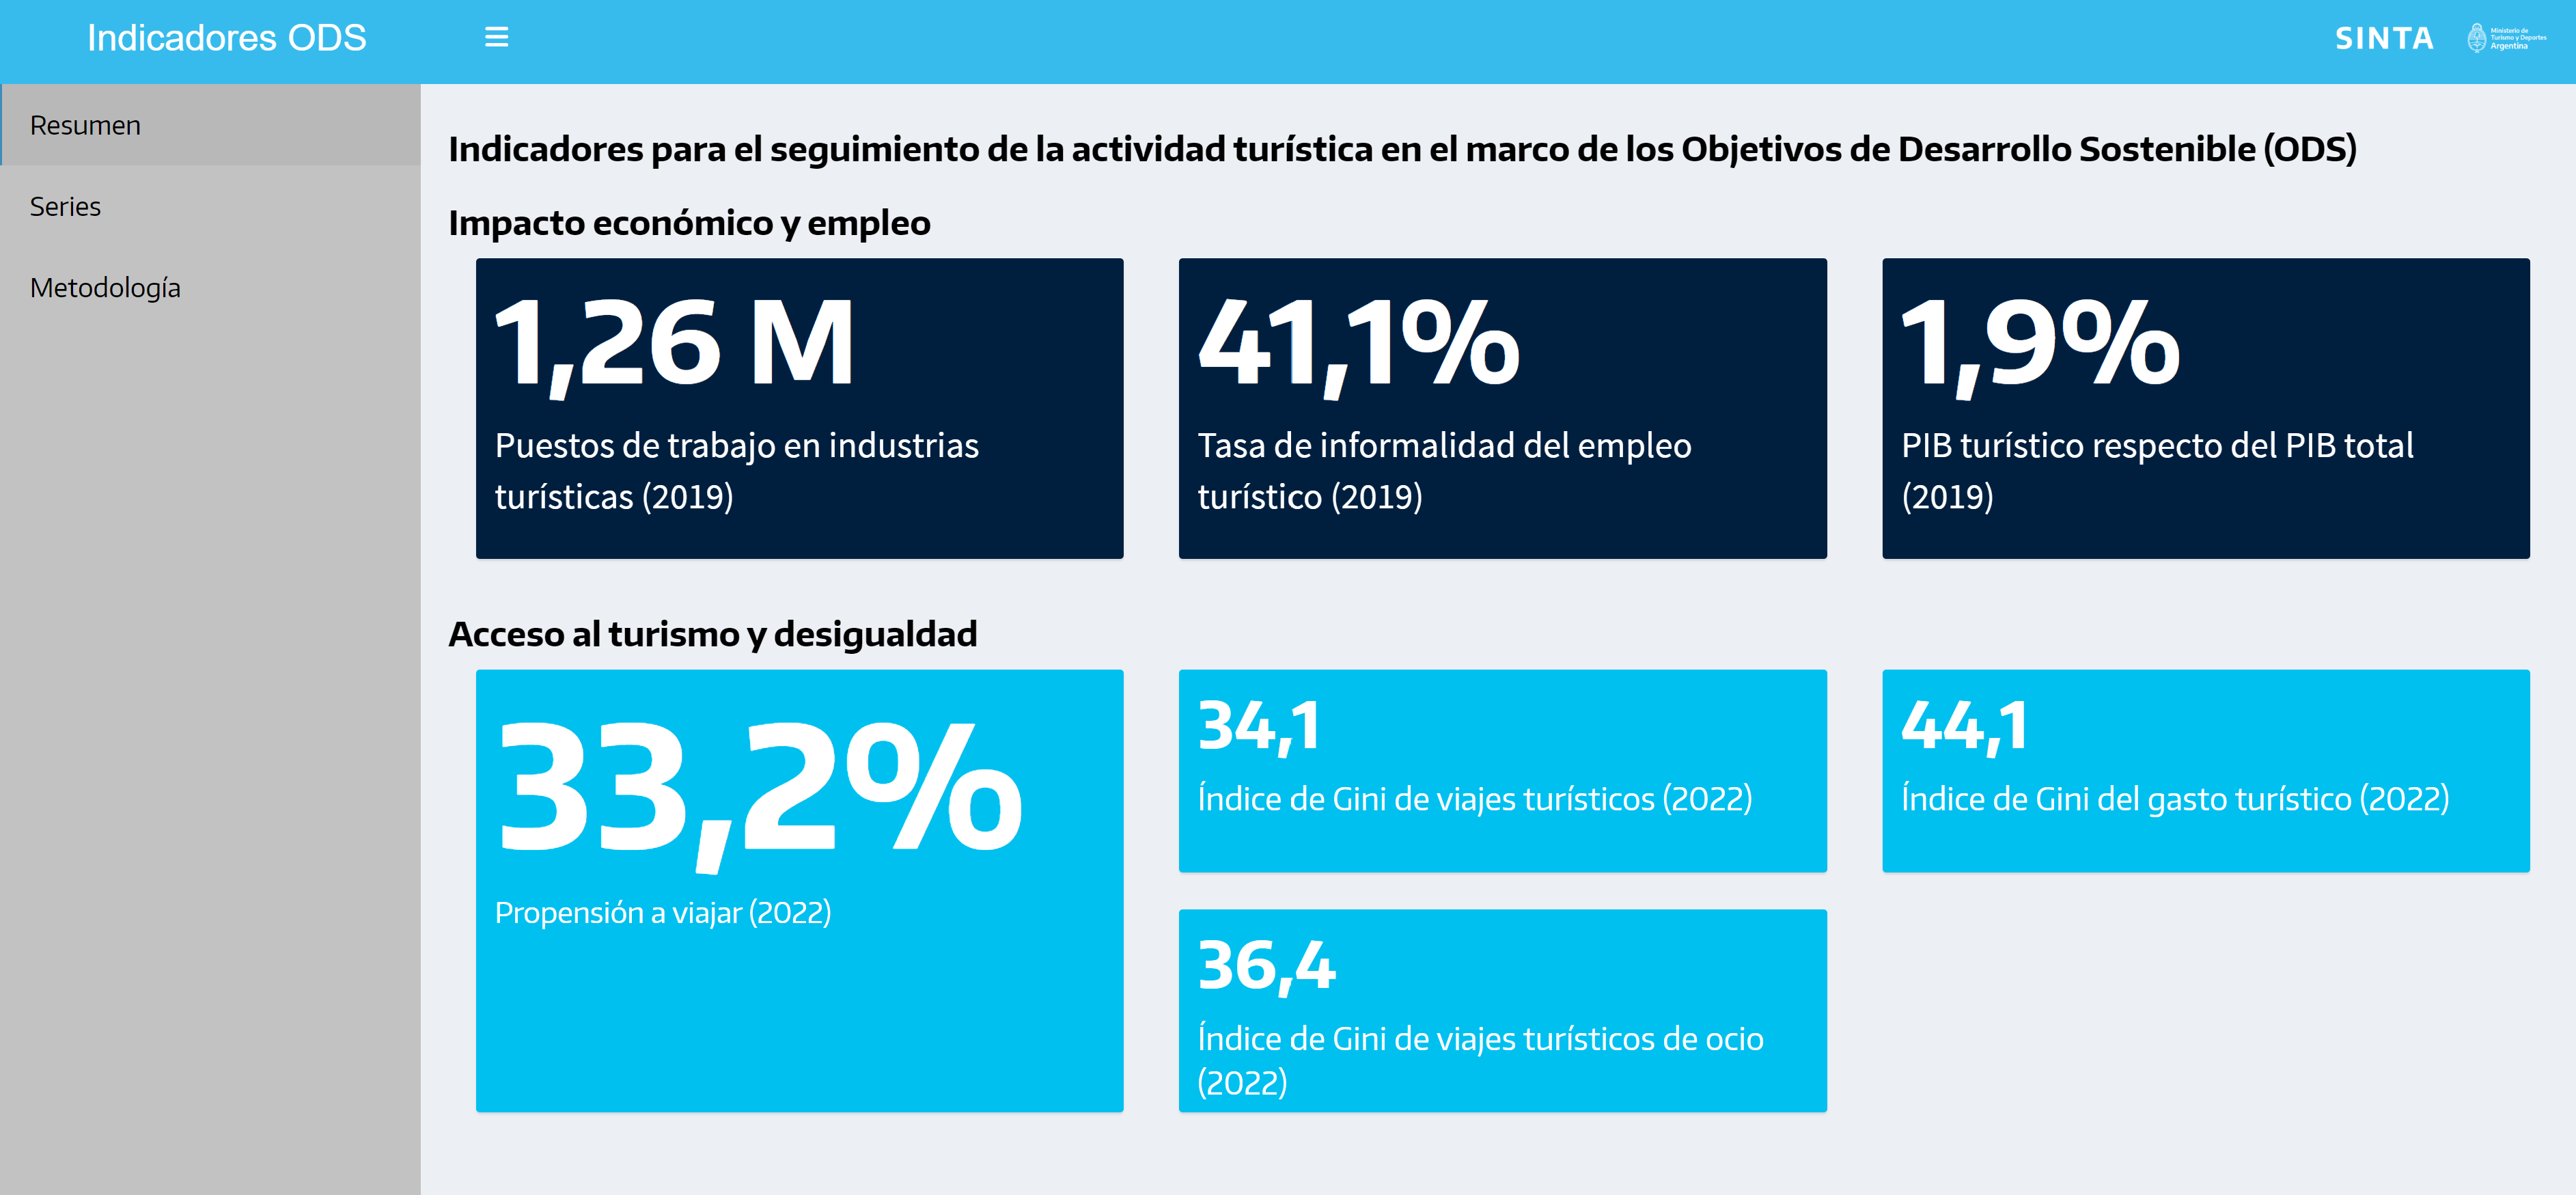 Indicadores ODS
SINTA
Ministerio de
Turismo y Deportes
Argentina
Resumen
Series
Metodología
Indicadores para el seguimiento de la actividad turística en el marco de los Objetivos de Desarrollo Sostenible (ODS)
Impacto económico y empleo
1,26 M
Puestos de trabajo en industrias
turísticas (2019)
41,1%
Tasa de informalidad del empleo
turístico (2019)
1,9%
PIB turístico respecto del PIB total
(2019)
Acceso al turismo y desigualdad
33,2%
Propensión a viajar (2022)
34,1
Índice de Gini de viajes turísticos (2022)
44,1
Índice de Gini del gasto turístico (2022)
36,4
Índice de Gini de viajes turísticos de ocio
(2022)